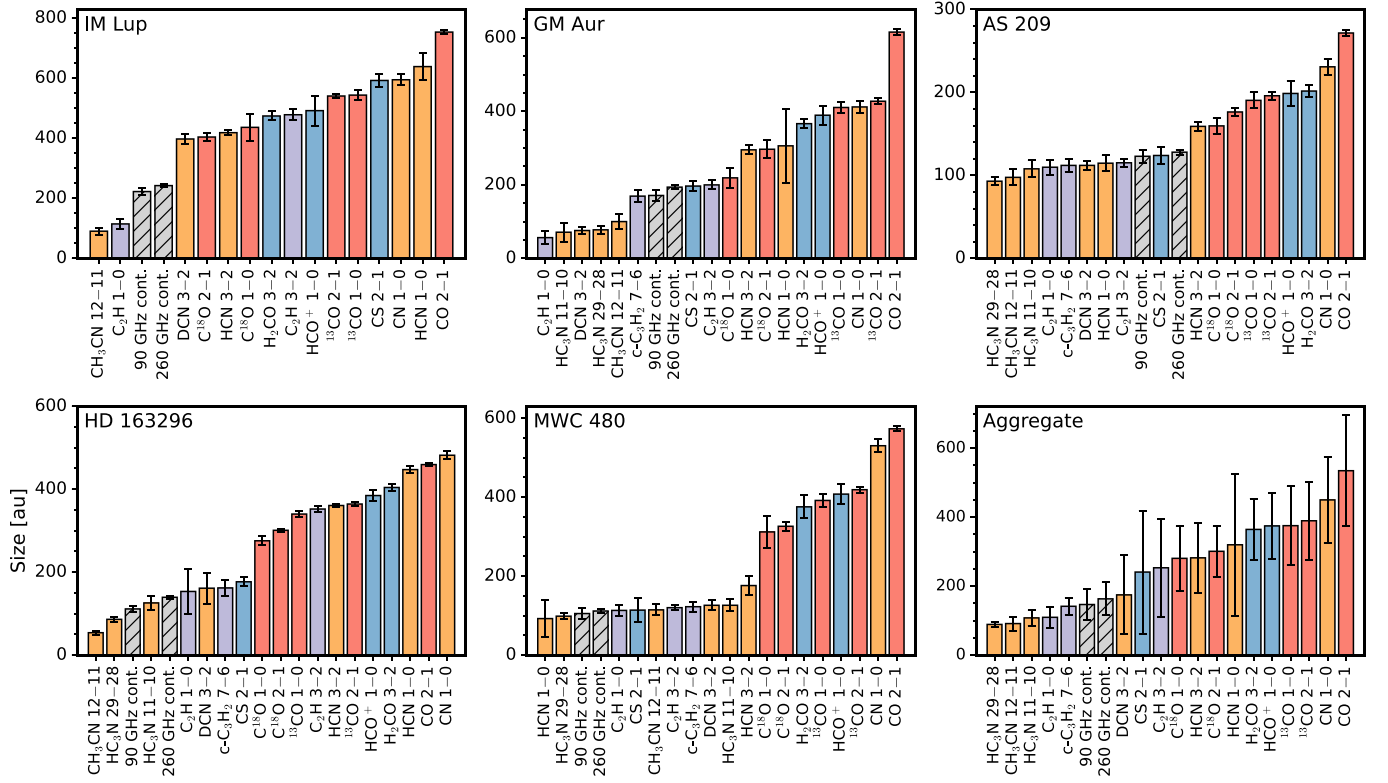 IM Lup
800
600
400
200
0
CH₃CN 12−11
C₂H 1−0
90 GHz cont.
260 GHz cont.
DCN 3−2
C¹⁸O 2−1
HCN 3−2
C¹⁸O 1−0
H₂CO 3−2
C₂H 3−2
HCO⁺ 1−0
¹³CO 2−1
¹³CO 1−0
CS 2−1
CN 1−0
HCN 1−0
CO 2−1
GM Aur
600
400
200
0
C₂H 1−0
HC₃N 11−10
DCN 3−2
HC₃N 29−28
CH₃CN 12−11
c-C₃H₂ 7−6
90 GHz cont.
260 GHz cont.
CS 2−1
C₂H 3−2
C¹⁸O 1−0
HCN 3−2
C¹⁸O 2−1
HCN 1−0
H₂CO 3−2
HCO⁺ 1−0
¹³CO 1−0
CN 1−0
¹³CO 2−1
CO 2−1
AS 209
300
200
100
0
HC₃N 29−28
CH₃CN 12−11
HC₃N 11−10
C₂H 1−0
c-C₃H₂ 7−6
DCN 3−2
HCN 1−0
C₂H 3−2
90 GHz cont.
CS 2−1
260 GHz cont.
HCN 3−2
C¹⁸O 1−0
C¹⁸O 2−1
¹³CO 1−0
¹³CO 2−1
HCO⁺ 1−0
H₂CO 3−2
CN 1−0
CO 2−1
HD 163296
Size [au]
600
400
200
0
CH₃CN 12−11
HC₃N 29−28
90 GHz cont.
HC₃N 11−10
260 GHz cont.
C₂H 1−0
DCN 3−2
c-C₃H₂ 7−6
CS 2−1
C¹⁸O 1−0
C¹⁸O 2−1
¹³CO 1−0
C₂H 3−2
HCN 3−2
¹³CO 2−1
HCO⁺ 1−0
H₂CO 3−2
HCN 1−0
CO 2−1
CN 1−0
MWC 480
600
400
200
0
HCN 1−0
HC₃N 29−28
90 GHz cont.
260 GHz cont.
C₂H 1−0
CS 2−1
CH₃CN 12−11
C₂H 3−2
c-C₃H₂ 7−6
DCN 3−2
HC₃N 11−10
HCN 3−2
C¹⁸O 1−0
C¹⁸O 2−1
H₂CO 3−2
¹³CO 1−0
HCO⁺ 1−0
¹³CO 2−1
CN 1−0
CO 2−1
Aggregate
600
400
200
0
HC₃N 29−28
CH₃CN 12−11
HC₃N 11−10
C₂H 1−0
c-C₃H₂ 7−6
90 GHz cont.
260 GHz cont.
DCN 3−2
CS 2−1
C₂H 3−2
C¹⁸O 1−0
HCN 3−2
C¹⁸O 2−1
HCN 1−0
H₂CO 3−2
HCO⁺ 1−0
¹³CO 1−0
¹³CO 2−1
CN 1−0
CO 2−1